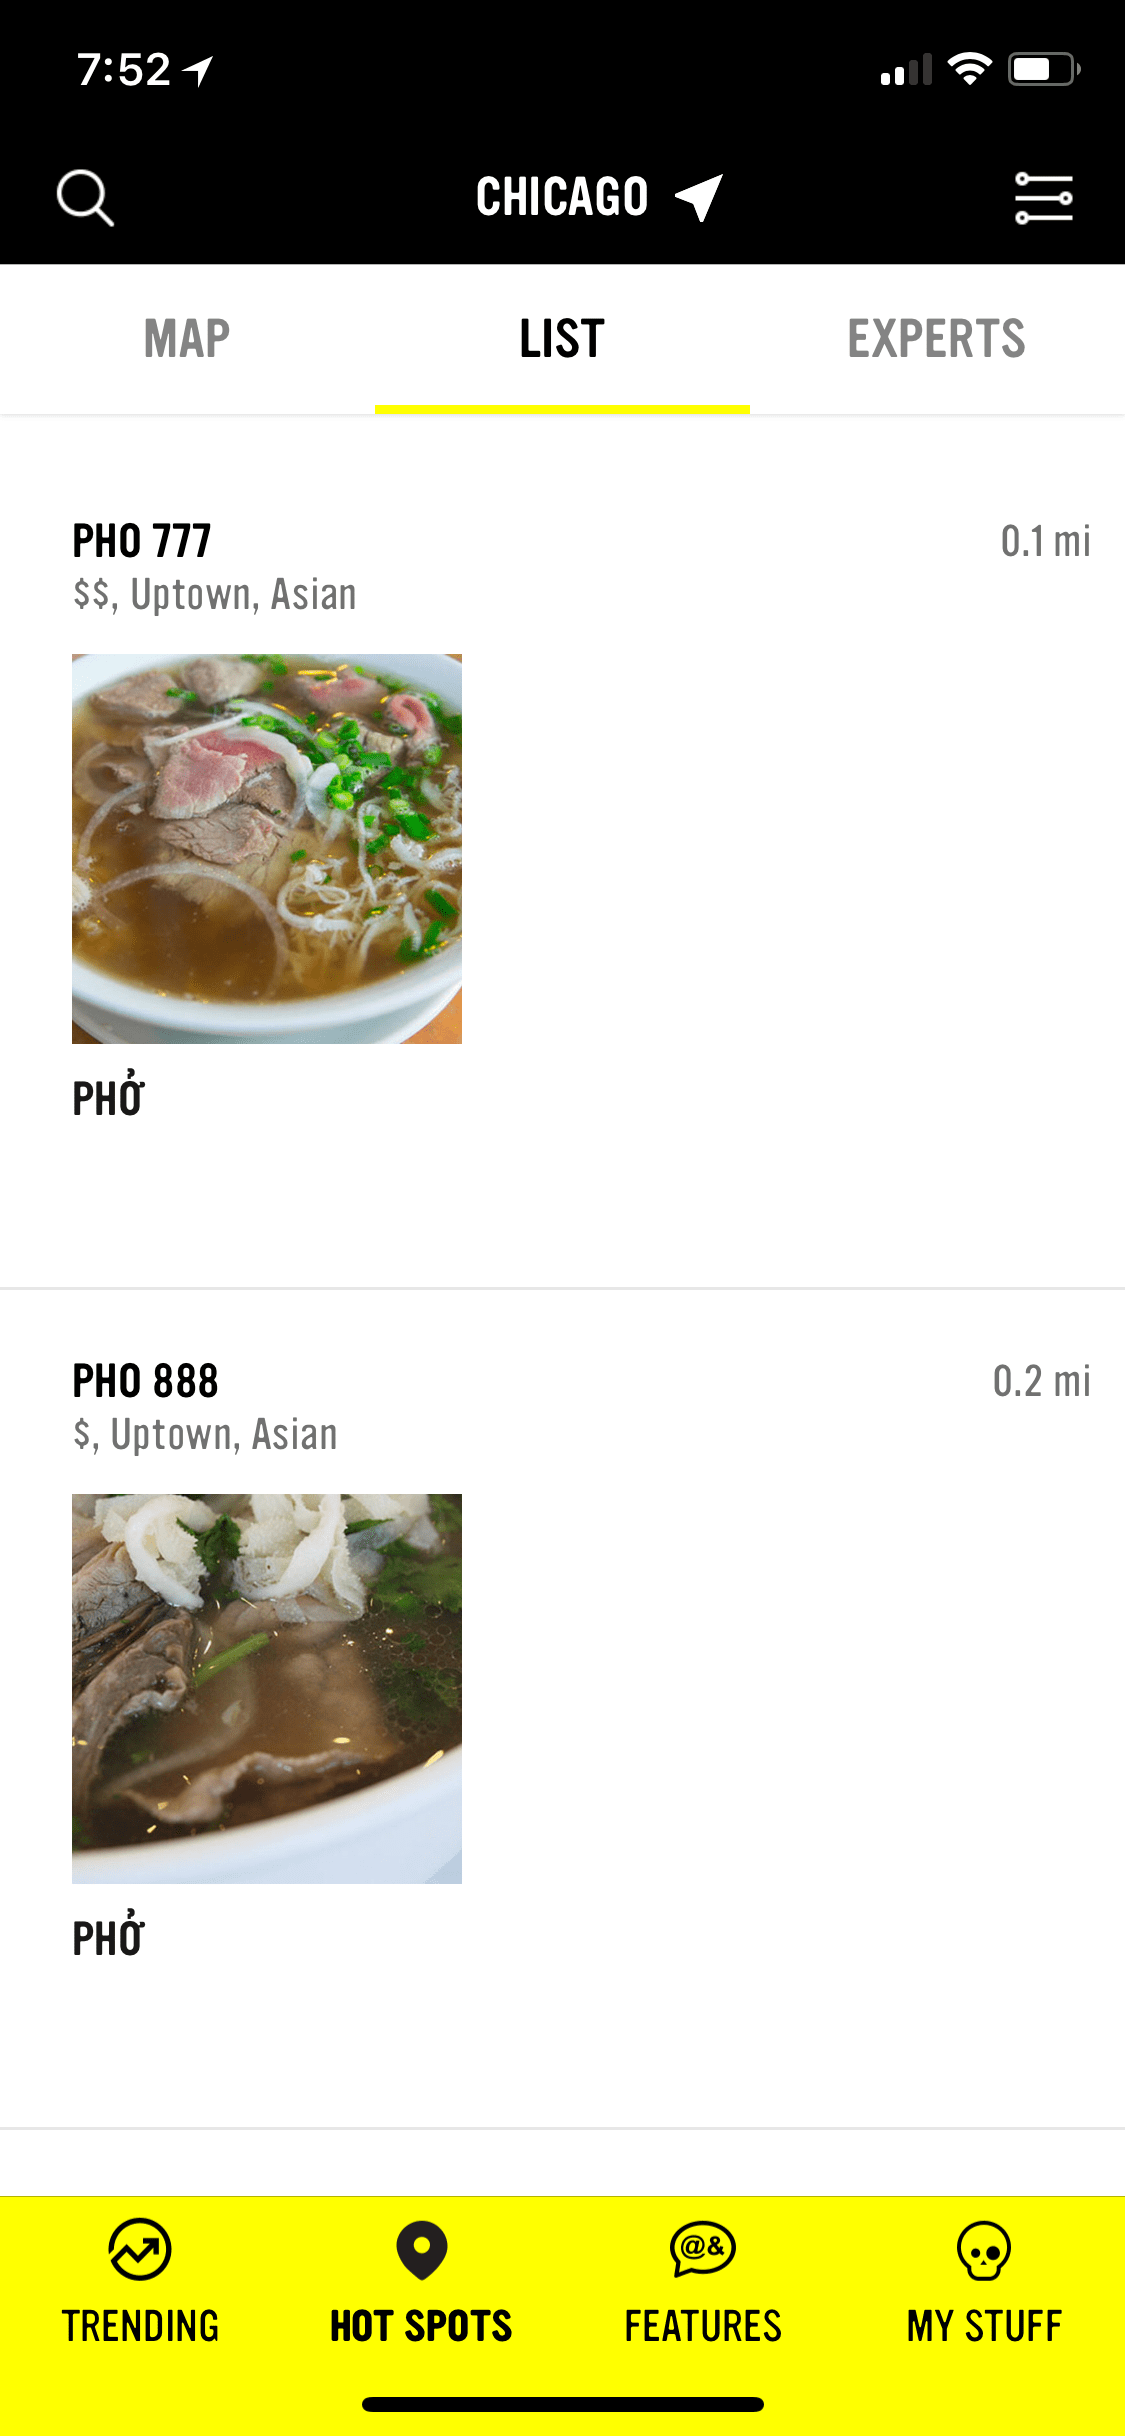 7:52
CHICAGO
MAP LIST EXPERTS
PHO 777 0.1 mi
$$, Uptown, Asian
PHỞ
PHO 888 0.2 mi
$, Uptown, Asian
PHỞ
@&
TRENDING HOT SPOTS FEATURES MY STUFF